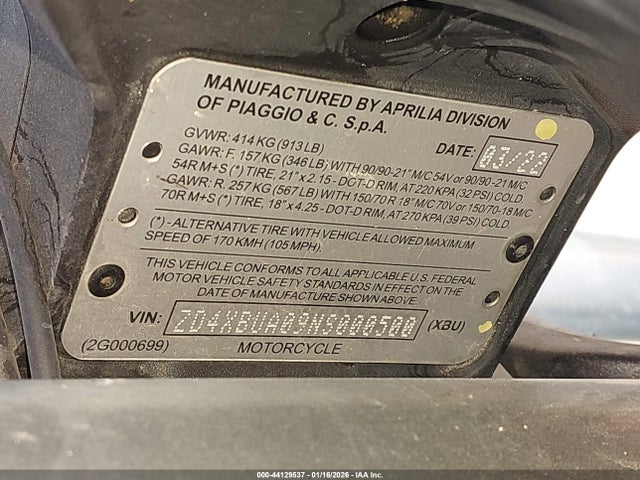 MANUFACTURED BY APRILIA DIVISION
OF PIAGGIO & C. S.p.A.
GVWR: 414 KG (913 LB)
DATE: 03/22
GAWR: F. 157 KG (346 LB) WITH 90/90-21" M/C 54V or 90/90-21 M/C
54R M+S (*) TIRE, 21" x 2.15 - DOT-D RIM, AT 220 KPA (32 PSI) COLD.
GAWR: R. 257 KG (567 LB) WITH 150/70 R 18" M/C 70V or 150/70-18 M/C
70R M+S (*) TIRE, 18" x 4.25 - DOT-D RIM, AT 270 KPA (39 PSI) COLD.
(*) - ALTERNATIVE TIRE WITH VEHICLE ALLOWED MAXIMUM
SPEED OF 170 KMH (105 MPH).
THIS VEHICLE CONFORMS TO ALL APPLICABLE U.S. FEDERAL
MOTOR VEHICLE SAFETY STANDARDS IN EFFECT ON THE
DATE OF MANUFACTURE SHOWN ABOVE.
VIN: ZD4XBUA09NS000500 (XBU)
(2G000699) MOTORCYCLE
000-44129537 - 01/16/2026 - IAA Inc.